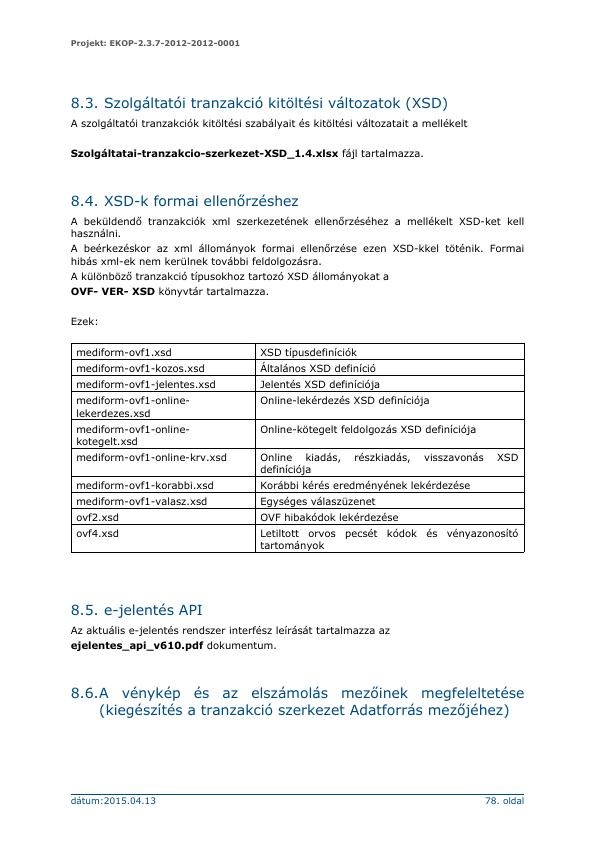 Projekt: EKOP-2.3.7-2012-2012-0001
8.3. Szolgáltatói tranzakció kitöltési változatok (XSD)
A szolgáltatói tranzakciók kitöltési szabályait és kitöltési változatait a mellékelt
Szolgáltatai-tranzakcio-szerkezet-XSD_1.4.xlsx fájl tartalmazza.
8.4. XSD-k formai ellenőrzéshez
A beküldendő tranzakciók xml szerkezetének ellenőrzéséhez a mellékelt XSD-ket kell
használni.
A beérkezéskor az xml állományok formai ellenőrzése ezen XSD-kkel töténik. Formai
hibás xml-ek nem kerülnek további feldolgozásra.
A különböző tranzakció típusokhoz tartozó XSD állományokat a
OVF- VER- XSD könyvtár tartalmazza.
Ezek:
mediform-ovf1.xsd XSD típusdefiníciók
mediform-ovf1-kozos.xsd Általános XSD definíció
mediform-ovf1-jelentes.xsd Jelentés XSD definíciója
mediform-ovf1-online- Online-lekérdezés XSD definíciója
lekerdezes.xsd
mediform-ovf1-online- Online-kötegelt feldolgozás XSD definíciója
kotegelt.xsd
mediform-ovf1-online-krv.xsd Online kiadás, részkiadás, visszavonás XSD
definíciója
mediform-ovf1-korabbi.xsd Korábbi kérés eredményének lekérdezése
mediform-ovf1-valasz.xsd Egységes válaszüzenet
ovf2.xsd OVF hibakódok lekérdezése
ovf4.xsd Letiltott orvos pecsét kódok és vényazonosító
tartományok
8.5. e-jelentés API
Az aktuális e-jelentés rendszer interfész leírását tartalmazza az
ejelentes_api_v610.pdf dokumentum.
8.6.A vénykép és az elszámolás mezőinek megfeleltetése
(kiegészítés a tranzakció szerkezet Adatforrás mezőjéhez)
dátum:2015.04.13 78. oldal